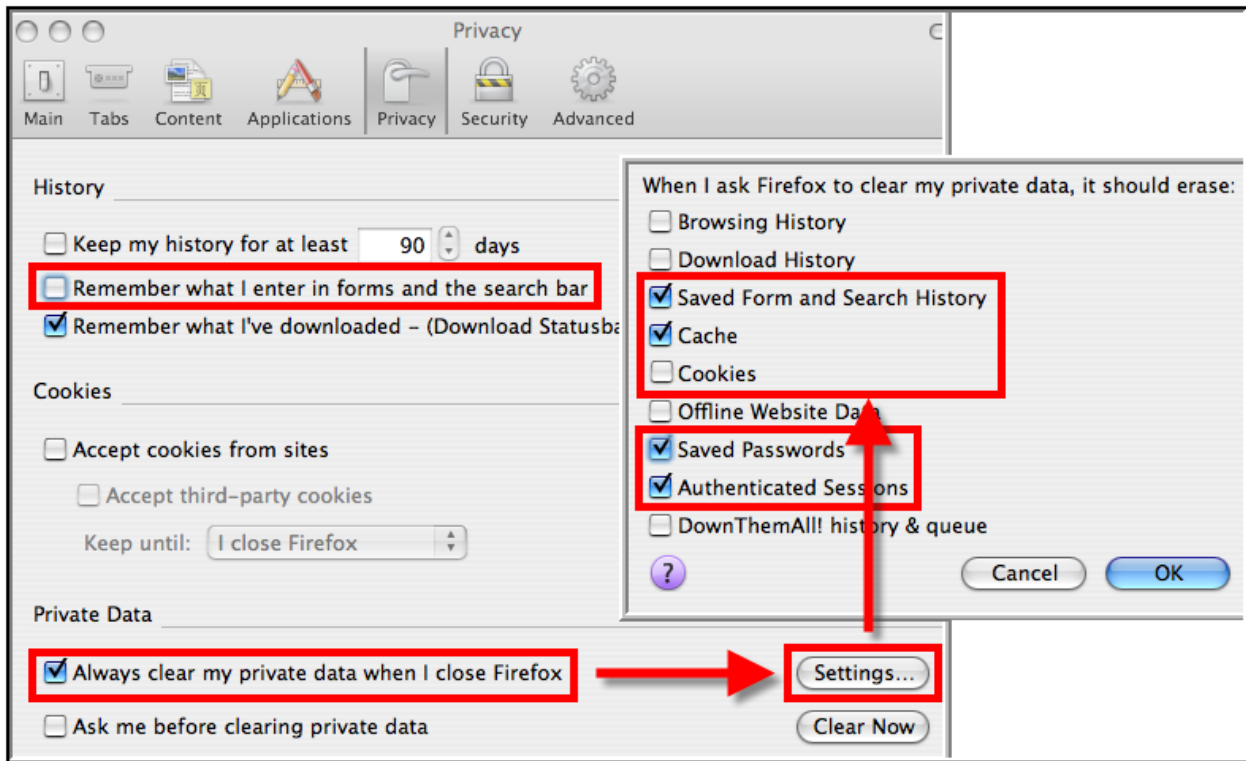 Privacy
Main Tabs Content Applications Privacy Security Advanced
History
Keep my history for at least 90 days
Remember what I enter in forms and the search bar
Remember what I've downloaded – (Download Statusba
Cookies
Accept cookies from sites
Accept third-party cookies
Keep until: I close Firefox
Private Data
Always clear my private data when I close Firefox Settings...
Ask me before clearing private data Clear Now
When I ask Firefox to clear my private data, it should erase:
Browsing History
Download History
Saved Form and Search History
Cache
Cookies
Offline Website Data
Saved Passwords
Authenticated Sessions
DownThemAll! history & queue
? Cancel OK